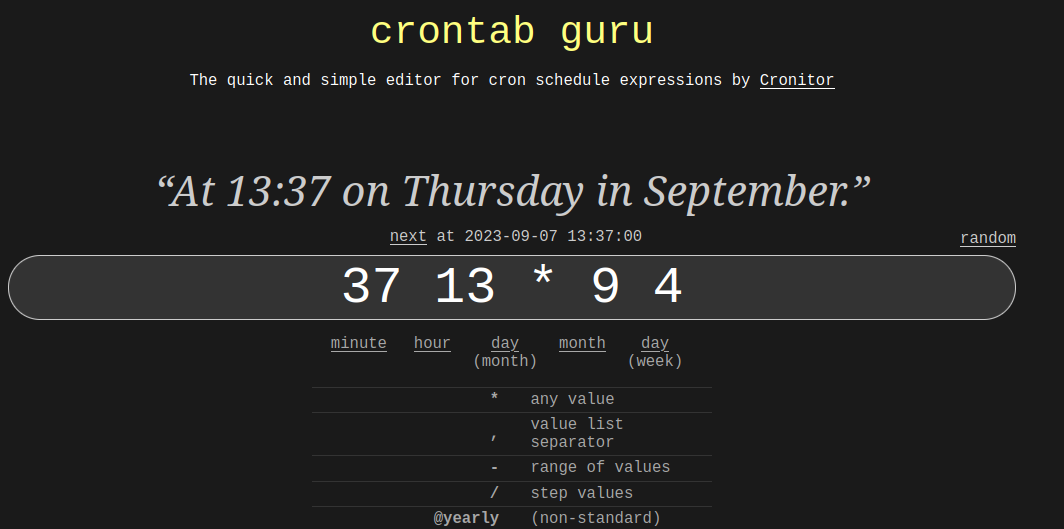 crontab guru
The quick and simple editor for cron schedule expressions by Cronitor
“At 13:37 on Thursday in September.”
next at 2023-09-07 13:37:00
random
37 13 * 9 4
minute hour day month day
(month) (week)
* any value
, value list
separator
- range of values
/ step values
@yearly (non-standard)